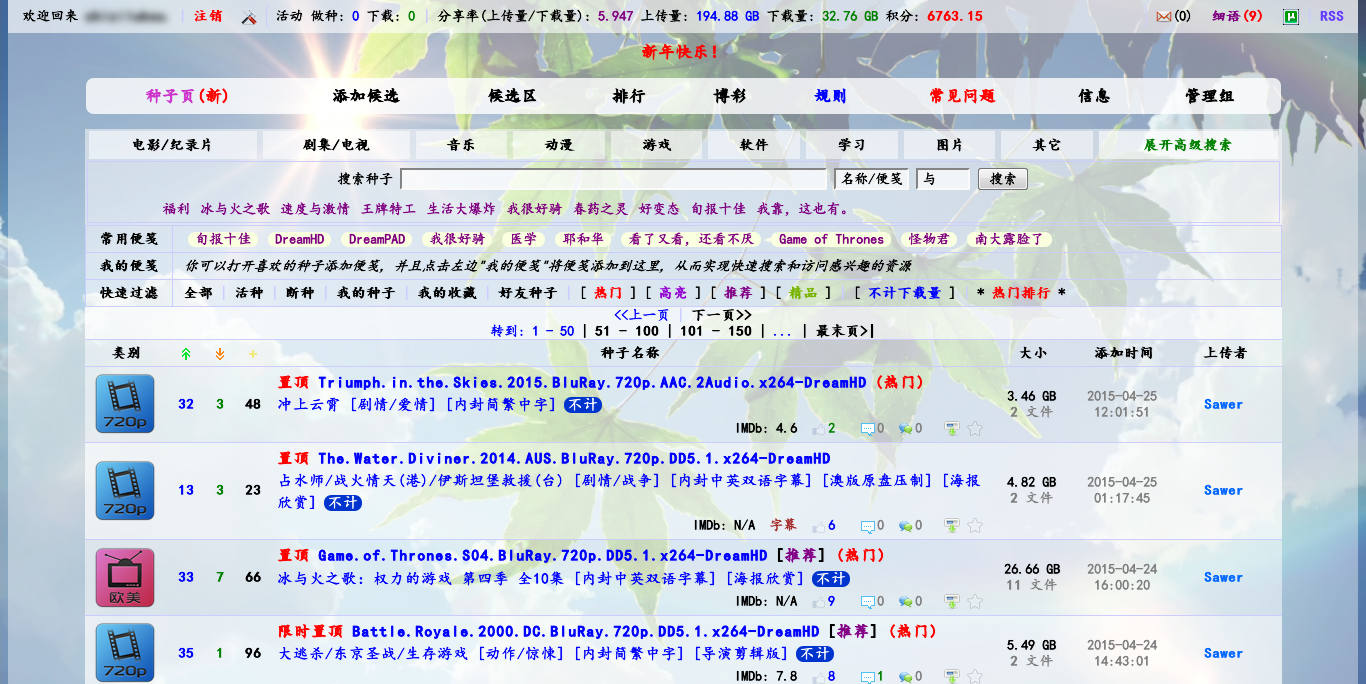 欢迎回来 注销 活动 做种: 0 下载: 0 分享率(上传量/下载量): 5.947 上传量: 194.88 GB 下载量: 32.76 GB 积分: 6763.15 (0) 细语(9) RSS
新年快乐!
种子页(新) 添加候选 候选区 排行 博彩 规则 常见问题 信息 管理组
电影/纪录片 剧集/电视 音乐 动漫 游戏 软件 学习 图片 其它 展开高级搜索
搜索种子 名称/便笺 与 搜索
福利 冰与火之歌 速度与激情 王牌特工 生活大爆炸 我很好骑 春药之灵 好变态 旬报十佳 我靠, 这也有。
常用便笺 旬报十佳 DreamHD DreamPAD 我很好骑 医学 耶和华 看了又看, 还看不厌 Game of Thrones 怪物君 南大露脸了
我的便笺 你可以打开喜欢的种子添加便笺, 并且点击左边"我的便笺"将便笺添加到这里, 从而实现快速搜索和访问感兴趣的资源
快速过滤 全部 | 活种 | 断种 | 我的种子 | 我的收藏 | 好友种子 | [ 热门 ] [ 高亮 ] [ 推荐 ] [ 精品 ] [ 不计下载量 ] * 热门排行 *
<<上一页 | 下一页>>
转到: 1 - 50 | 51 - 100 | 101 - 150 | ... | 最末页>|
类别 种子名称 大小 添加时间 上传者
置顶 Triumph.in.the.Skies.2015.BluRay.720p.AAC.2Audio.x264-DreamHD (热门)
720p 32 3 48 冲上云霄 [剧情/爱情] [内封简繁中字] 不计 3.46 GB 2015-04-25 Sawer
2 文件 12:01:51
IMDb: 4.6 2 0 0
置顶 The.Water.Diviner.2014.AUS.BluRay.720p.DD5.1.x264-DreamHD
720p 13 3 23 占水师/战火情天(港)/伊斯坦堡救援(台) [剧情/战争] [内封中英双语字幕] [澳版原盘压制] [海报 4.82 GB 2015-04-25 Sawer
欣赏] 不计 2 文件 01:17:45
IMDb: N/A 字幕 6 0 0
置顶 Game.of.Thrones.S04.BluRay.720p.DD5.1.x264-DreamHD [推荐] (热门)
欧美 33 7 66 冰与火之歌: 权力的游戏 第四季 全10集 [内封中英双语字幕] [海报欣赏] 不计 26.66 GB 2015-04-24 Sawer
11 文件 16:00:20
IMDb: N/A 9 0 0
限时置顶 Battle.Royale.2000.DC.BluRay.720p.DD5.1.x264-DreamHD [推荐] (热门)
720p 35 1 96 大逃杀/东京圣战/生存游戏 [动作/惊悚] [内封简繁中字] [导演剪辑版] 不计 5.49 GB 2015-04-24 Sawer
2 文件 14:43:01
IMDb: 7.8 8 1 0